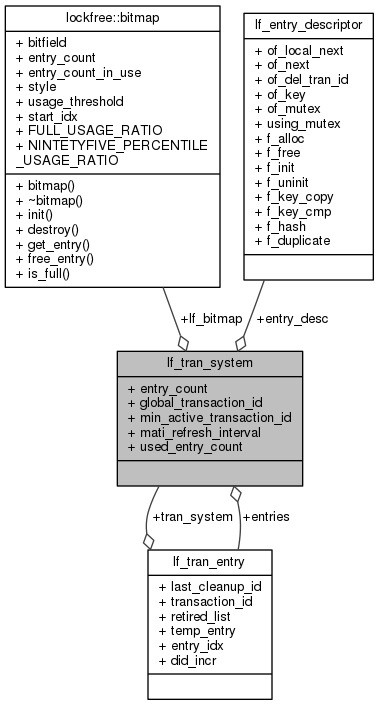 lockfree::bitmap
+ bitfield
+ entry_count
+ entry_count_in_use
+ style
+ usage_threshold
+ start_idx
+ FULL_USAGE_RATIO
+ NINTETYFIVE_PERCENTILE
_USAGE_RATIO
+ bitmap()
+ ~bitmap()
+ init()
+ destroy()
+ get_entry()
+ free_entry()
+ is_full()
lf_entry_descriptor
+ of_local_next
+ of_next
+ of_del_tran_id
+ of_key
+ of_mutex
+ using_mutex
+ f_alloc
+ f_free
+ f_init
+ f_uninit
+ f_key_copy
+ f_key_cmp
+ f_hash
+ f_duplicate
+lf_bitmap
+entry_desc
lf_tran_system
+ entry_count
+ global_transaction_id
+ min_active_transaction_id
+ mati_refresh_interval
+ used_entry_count
+tran_system
+entries
lf_tran_entry
+ last_cleanup_id
+ transaction_id
+ retired_list
+ temp_entry
+ entry_idx
+ did_incr